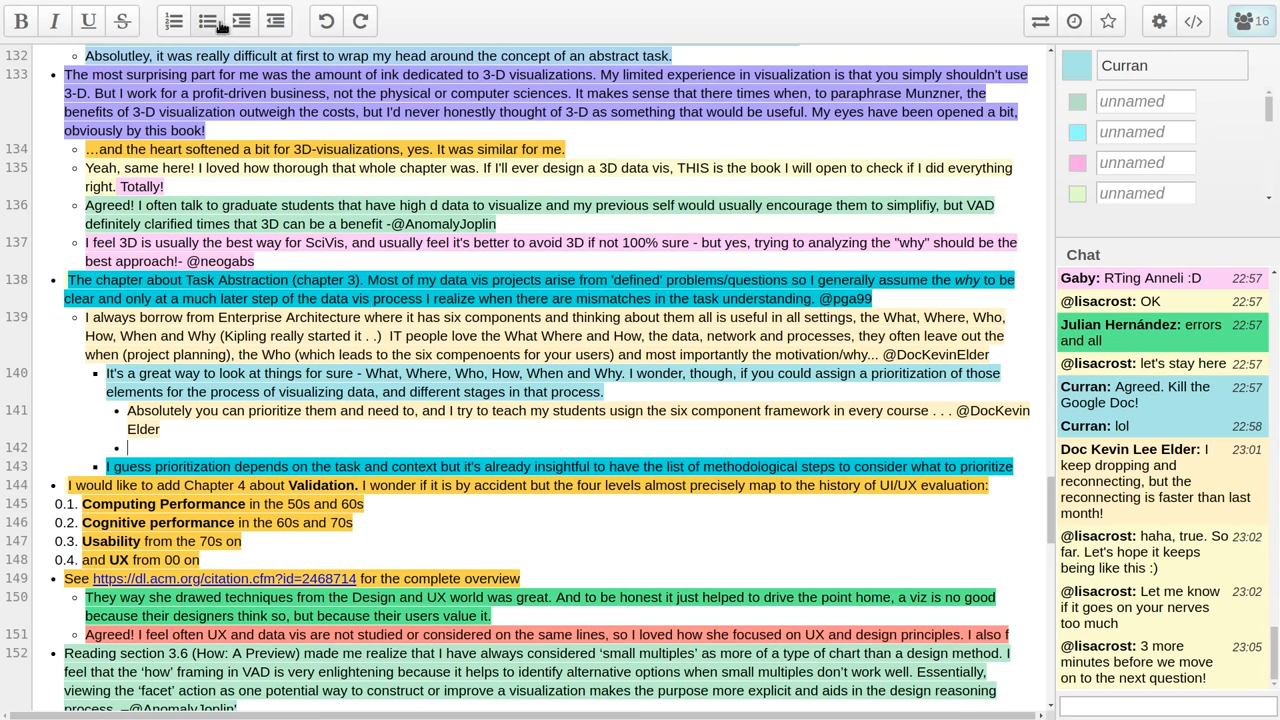 B I U S
</> 16
132 Absolutley, it was really difficult at first to wrap my head around the concept of an abstract task.
133 The most surprising part for me was the amount of ink dedicated to 3-D visualizations. My limited experience in visualization is that you simply shouldn't use
3-D. But I work for a profit-driven business, not the physical or computer sciences. It makes sense that there times when, to paraphrase Munzner, the
benefits of 3-D visualization outweigh the costs, but I'd never honestly thought of 3-D as something that would be useful. My eyes have been opened a bit,
obviously by this book!
134 …and the heart softened a bit for 3D-visualizations, yes. It was similar for me.
135 Yeah, same here! I loved how thorough that whole chapter was. If I'll ever design a 3D data vis, THIS is the book I will open to check if I did everything
right. Totally!
136 Agreed! I often talk to graduate students that have high d data to visualize and my previous self would usually encourage them to simplifiy, but VAD
definitely clarified times that 3D can be a benefit -@AnomalyJoplin
137 I feel 3D is usually the best way for SciVis, and usually feel it's better to avoid 3D if not 100% sure - but yes, trying to analyzing the "why" should be the
best approach!- @neogabs
138 The chapter about Task Abstraction (chapter 3). Most of my data vis projects arise from 'defined' problems/questions so I generally assume the why to be
clear and only at a much later step of the data vis process I realize when there are mismatches in the task understanding. @pga99
139 I always borrow from Enterprise Architecture where it has six components and thinking about them all is useful in all settings, the What, Where, Who,
How, When and Why (Kipling really started it . .) IT people love the What Where and How, the data, network and processes, they often leave out the
when (project planning), the Who (which leads to the six compenoents for your users) and most importantly the motivation/why... @DocKevinElder
140 It's a great way to look at things for sure - What, Where, Who, How, When and Why. I wonder, though, if you could assign a prioritization of those
elements for the process of visualizing data, and different stages in that process.
141 Absolutely you can prioritize them and need to, and I try to teach my students usign the six component framework in every course . . . @DocKevin
Elder
142
143 I guess prioritization depends on the task and context but it's already insightful to have the list of methodological steps to consider what to prioritize
144 I would like to add Chapter 4 about Validation. I wonder if it is by accident but the four levels almost precisely map to the history of UI/UX evaluation:
145 0.1. Computing Performance in the 50s and 60s
146 0.2. Cognitive performance in the 60s and 70s
147 0.3. Usability from the 70s on
148 0.4. and UX from 00 on
149 See https://dl.acm.org/citation.cfm?id=2468714 for the complete overview
150 They way she drawed techniques from the Design and UX world was great. And to be honest it just helped to drive the point home, a viz is no good
because their designers think so, but because their users value it.
151 Agreed! I feel often UX and data vis are not studied or considered on the same lines, so I loved how she focused on UX and design principles. I also f
152 Reading section 3.6 (How: A Preview) made me realize that I have always considered ‘small multiples’ as more of a type of chart than a design method. I
feel that the ‘how’ framing in VAD is very enlightening because it helps to identify alternative options when small multiples don’t work well. Essentially,
viewing the ‘facet’ action as one potential way to construct or improve a visualization makes the purpose more explicit and aids in the design reasoning
process. –@AnomalyJoplin'
Curran
unnamed
unnamed
unnamed
unnamed
Chat
Gaby: RTing Anneli :D 22:57
@lisacrost: OK 22:57
Julian Hernández: errors 22:57
and all
@lisacrost: let's stay here 22:57
Curran: Agreed. Kill the 22:57
Google Doc!
Curran: lol 22:58
Doc Kevin Lee Elder: I 23:01
keep dropping and
reconnecting, but the
reconnecting is faster than last
month!
@lisacrost: haha, true. So 23:02
far. Let's hope it keeps
being like this :)
@lisacrost: Let me know 23:02
if it goes on your nerves
too much
@lisacrost: 3 more 23:05
minutes before we move
on to the next question!